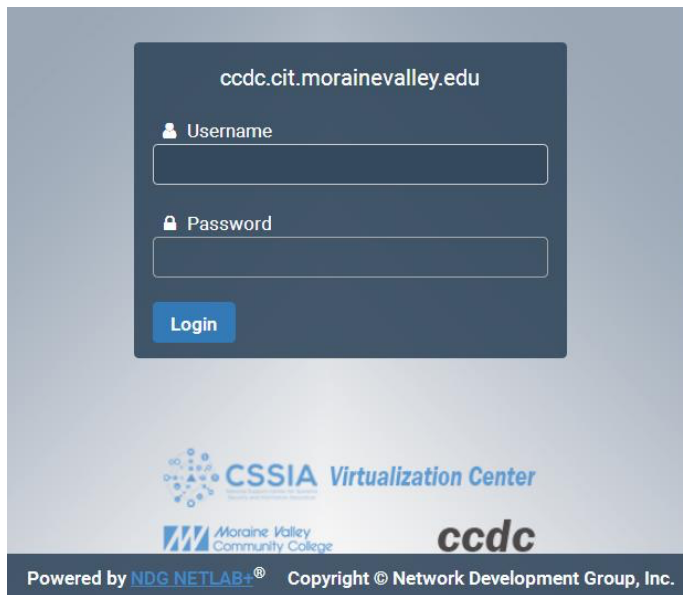 ccdc.cit.morainevalley.edu
Username
Password
Login
CSSIA Virtualization Center
Moraine Valley
Community College
ccdc
Powered by NDG NETLAB+® Copyright © Network Development Group, Inc.